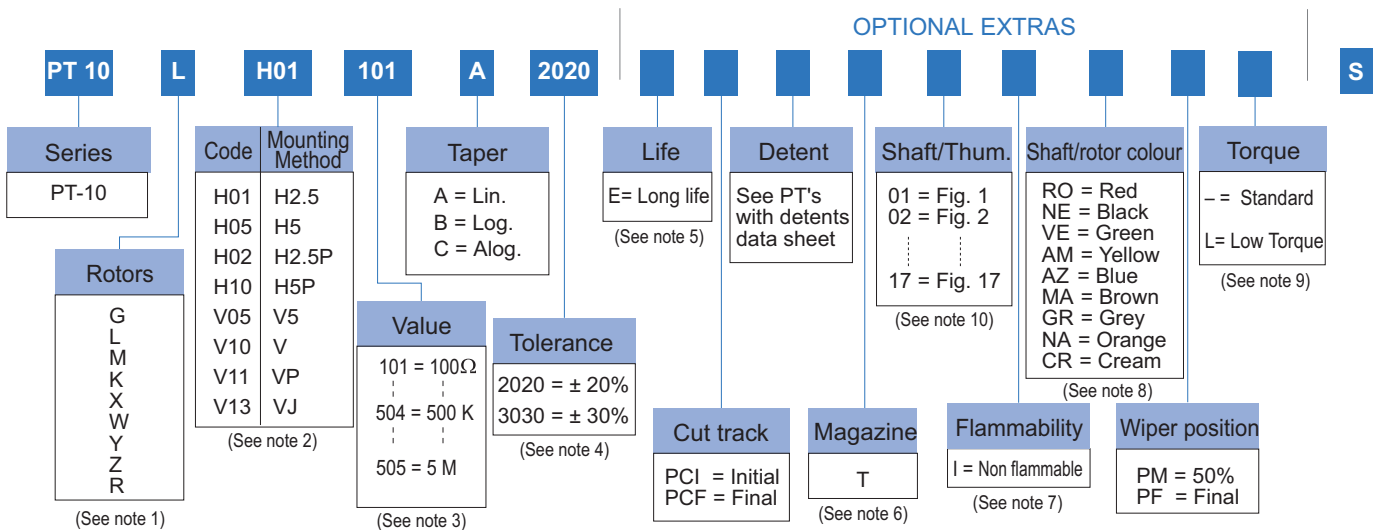 OPTIONAL EXTRAS
PT 10 L H01 101 A 2020 S
Series
PT-10
Rotors
G
L
M
K
X
W
Y
Z
R
(See note 1)
Code Mounting Method
H01 H2.5
H05 H5
H02 H2.5P
H10 H5P
V05 V5
V10 V
V11 VP
V13 VJ
(See note 2)
Value
101 = 100Ω
504 = 500 K
505 = 5 M
(See note 3)
Taper
A = Lin.
B = Log.
C = Alog.
Tolerance
2020 = ± 20%
3030 = ± 30%
(See note 4)
Life
E= Long life
(See note 5)
Cut track
PCI = Initial
PCF = Final
Detent
See PT's
with detents
data sheet
Magazine
T
(See note 6)
Shaft/Thum.
01 = Fig. 1
02 = Fig. 2
17 = Fig. 17
(See note 10)
Flammability
I = Non flammable
(See note 7)
Shaft/rotor colour
RO = Red
NE = Black
VE = Green
AM = Yellow
AZ = Blue
MA = Brown
GR = Grey
NA = Orange
CR = Cream
(See note 8)
Wiper position
PM = 50%
PF = Final
Torque
– = Standard
L= Low Torque
(See note 9)